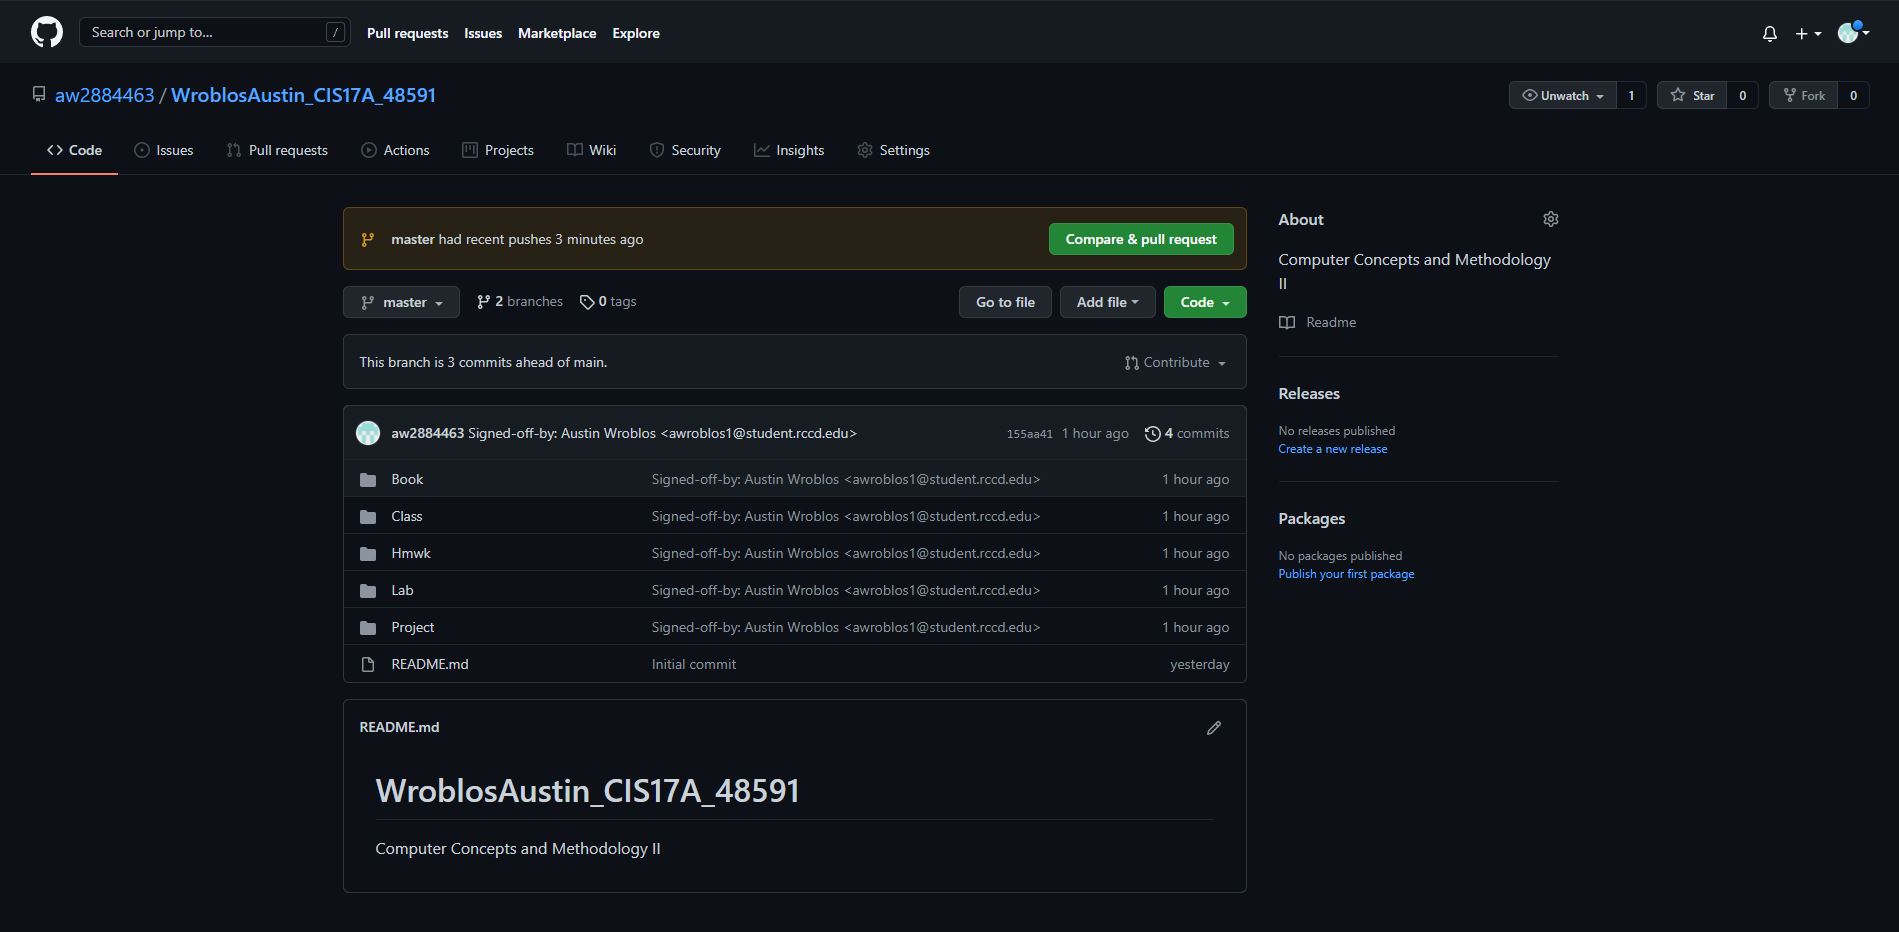 Search or jump to... /
Pull requests Issues Marketplace Explore
aw2884463 / WroblosAustin_CIS17A_48591
Unwatch 1 Star 0 Fork 0
Code Issues Pull requests Actions Projects Wiki Security Insights Settings
master had recent pushes 3 minutes ago Compare & pull request
master 2 branches 0 tags Go to file Add file Code
This branch is 3 commits ahead of main. Contribute
aw2884463 Signed-off-by: Austin Wroblos <awroblos1@student.rccd.edu> 155aa41 1 hour ago 4 commits
Book Signed-off-by: Austin Wroblos <awroblos1@student.rccd.edu> 1 hour ago
Class Signed-off-by: Austin Wroblos <awroblos1@student.rccd.edu> 1 hour ago
Hmwk Signed-off-by: Austin Wroblos <awroblos1@student.rccd.edu> 1 hour ago
Lab Signed-off-by: Austin Wroblos <awroblos1@student.rccd.edu> 1 hour ago
Project Signed-off-by: Austin Wroblos <awroblos1@student.rccd.edu> 1 hour ago
README.md Initial commit yesterday
README.md
WroblosAustin_CIS17A_48591
Computer Concepts and Methodology II
About
Computer Concepts and Methodology
II
Readme
Releases
No releases published
Create a new release
Packages
No packages published
Publish your first package